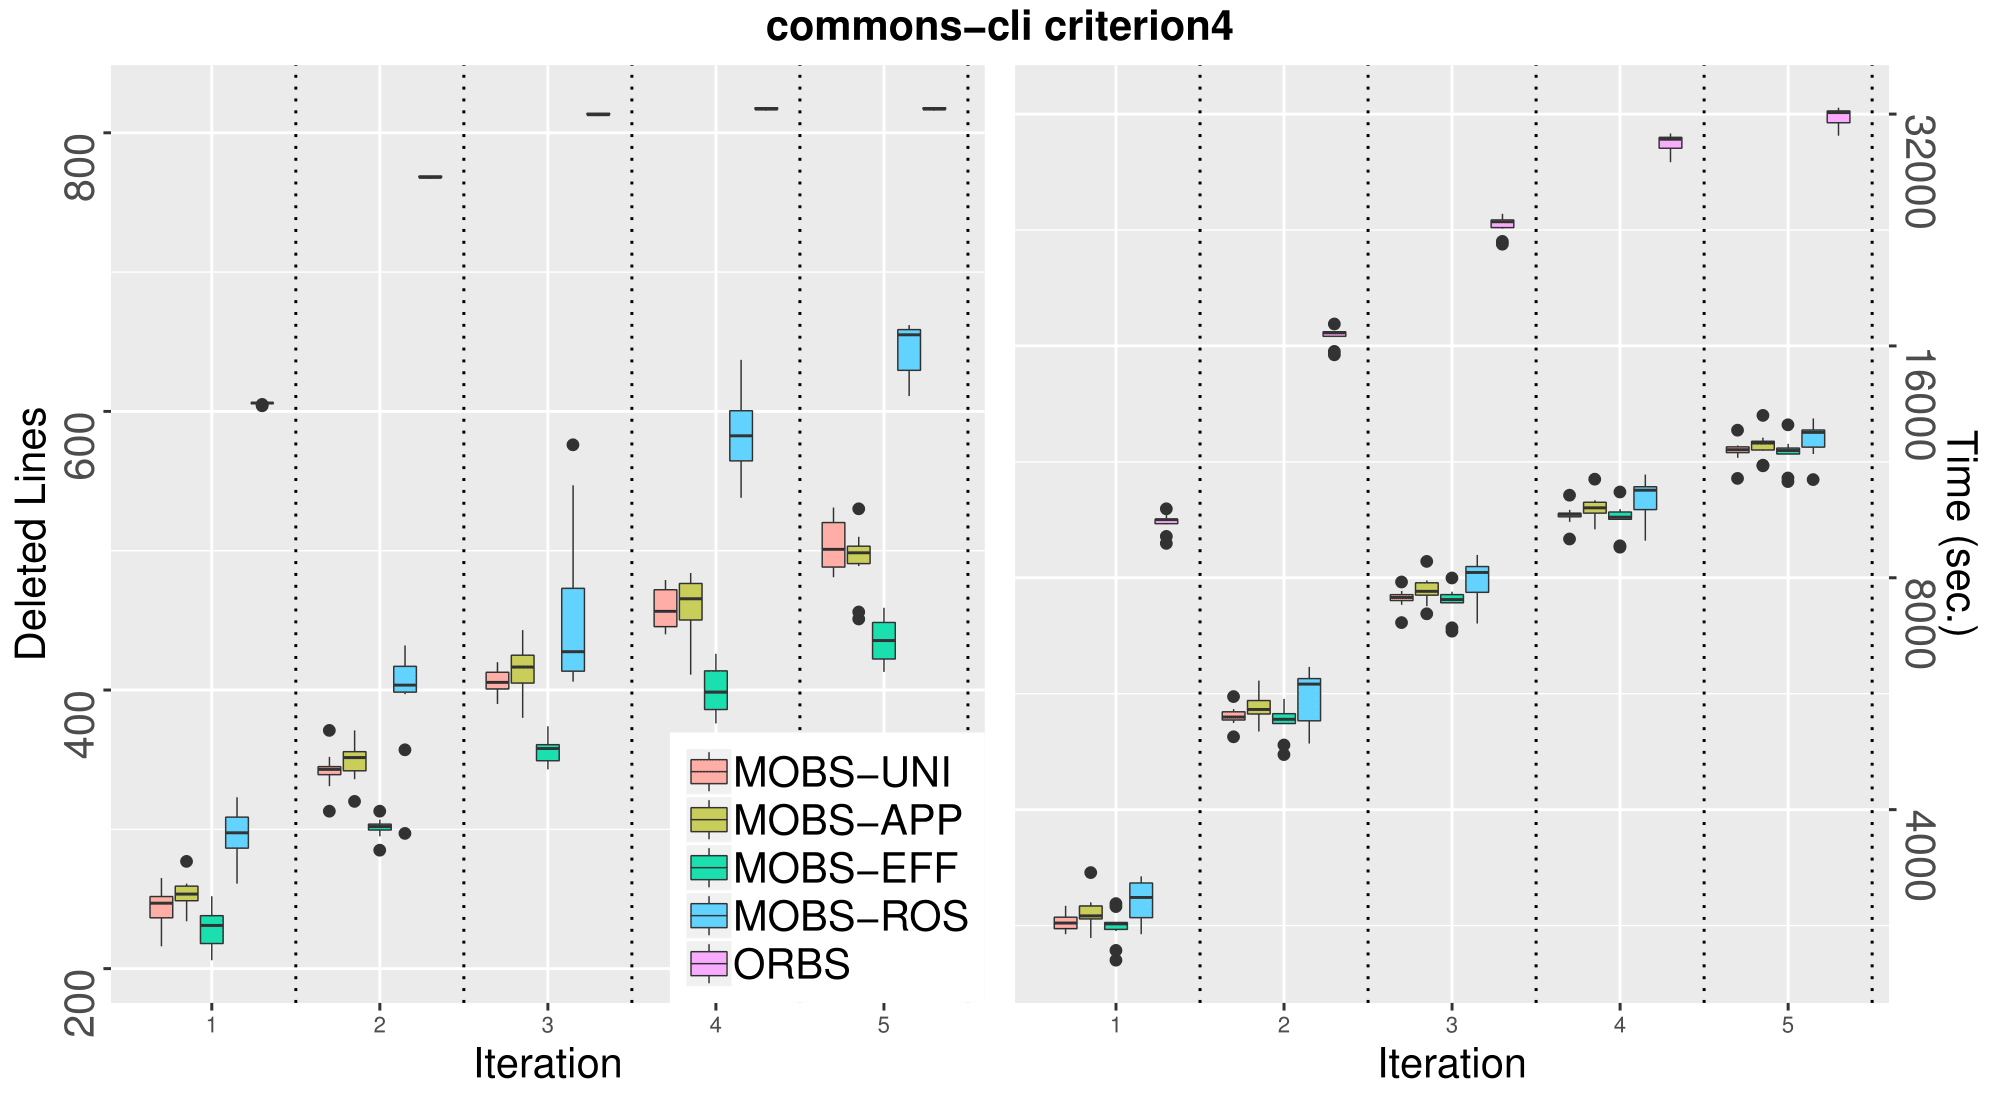 commons−cli criterion4
Deleted Lines
800
600
400
200
1 2 3 4 5
Iteration
MOBS−UNI
MOBS−APP
MOBS−EFF
MOBS−ROS
ORBS
32000
16000
8000
4000
Time (sec.)
1 2 3 4 5
Iteration